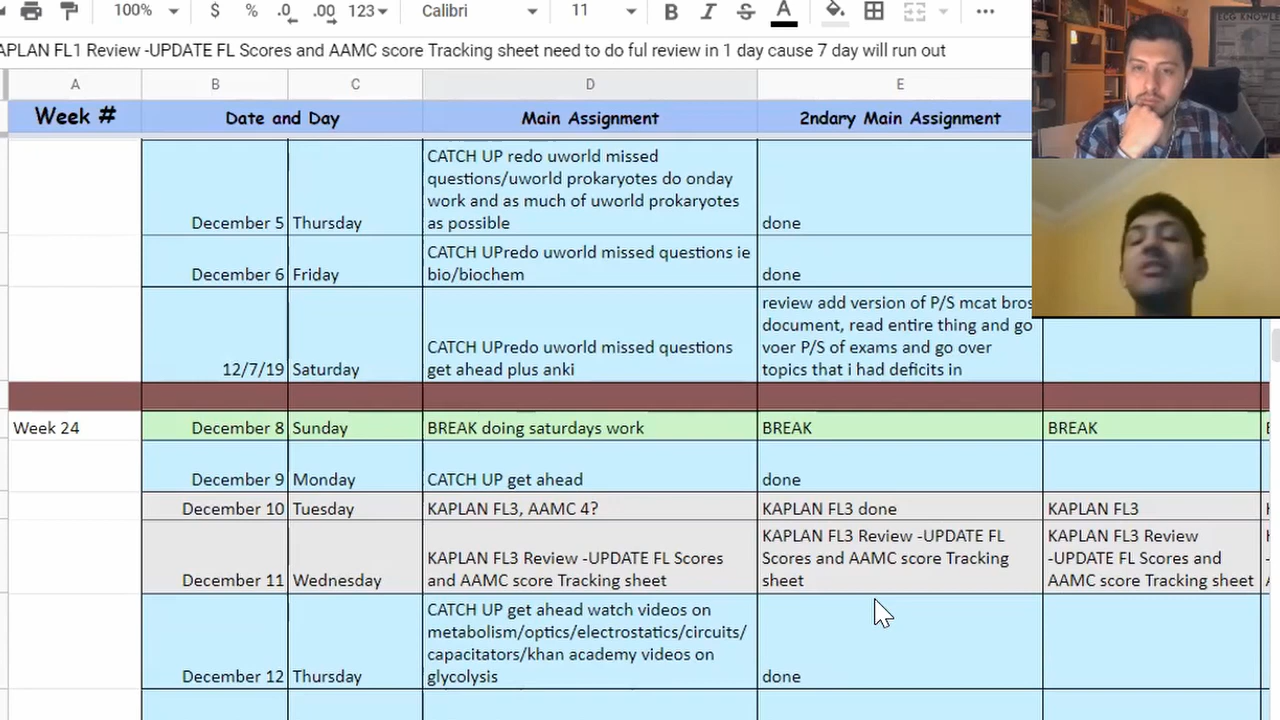 100% $ % .0 .00 123 Calibri 11 B I S A
APLAN FL1 Review -UPDATE FL Scores and AAMC score Tracking sheet need to do ful review in 1 day cause 7 day will run out
ECG KNOWL
A B C D E
Week # Date and Day Main Assignment 2ndary Main Assignment
CATCH UP redo uworld missed
questions/uworld prokaryotes do onday
work and as much of uworld prokaryotes
December 5 Thursday as possible done
CATCH UPredo uworld missed questions ie
December 6 Friday bio/biochem done
review add version of P/S mcat bros
document, read entire thing and go
CATCH UPredo uworld missed questions voer P/S of exams and go over
12/7/19 Saturday get ahead plus anki topics that i had deficits in
Week 24 December 8 Sunday BREAK doing saturdays work BREAK BREAK
December 9 Monday CATCH UP get ahead done
December 10 Tuesday KAPLAN FL3, AAMC 4? KAPLAN FL3 done KAPLAN FL3
KAPLAN FL3 Review -UPDATE FL KAPLAN FL3 Review
KAPLAN FL3 Review -UPDATE FL Scores Scores and AAMC score Tracking -UPDATE FL Scores and
December 11 Wednesday and AAMC score Tracking sheet sheet AAMC score Tracking sheet
CATCH UP get ahead watch videos on
metabolism/optics/electrostatics/circuits/
capacitators/khan academy videos on
December 12 Thursday glycolysis done